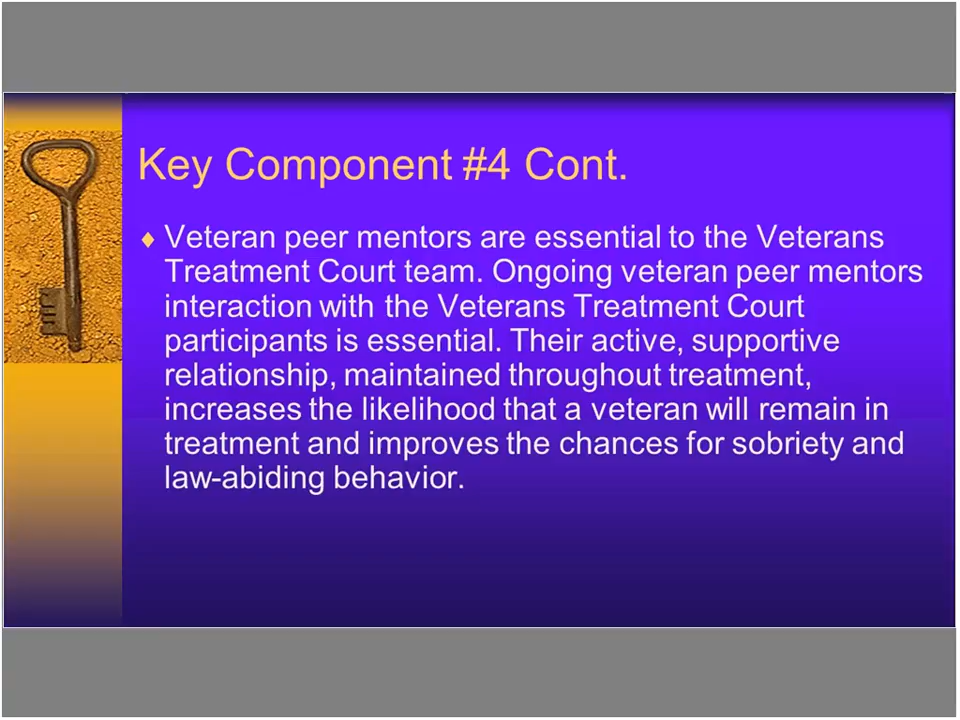 Key Component #4 Cont.
Veteran peer mentors are essential to the Veterans
Treatment Court team. Ongoing veteran peer mentors
interaction with the Veterans Treatment Court
participants is essential. Their active, supportive
relationship, maintained throughout treatment,
increases the likelihood that a veteran will remain in
treatment and improves the chances for sobriety and
law-abiding behavior.